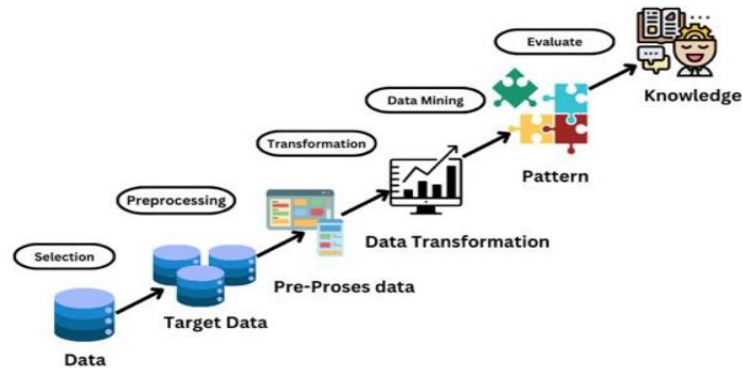 Evaluate
Knowledge
Data Mining
Pattern
Transformation
Data Transformation
Preprocessing
Pre-Proses data
Selection
Target Data
Data